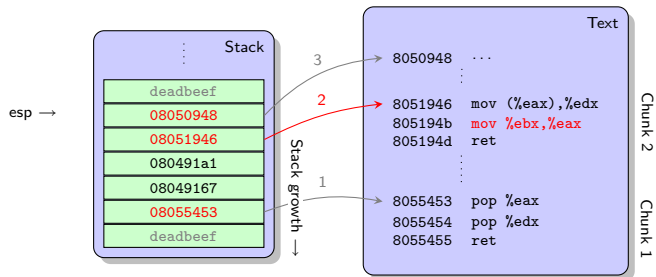 Stack
deadbeef
08050948
08051946
080491a1
08049167
08055453
deadbeef
esp →
Stack growth →
3
2
1
Text
8050948 ...
8051946 mov (%eax),%edx
805194b mov %ebx,%eax
805194d ret
8055453 pop %eax
8055454 pop %edx
8055455 ret
Chunk 2
Chunk 1